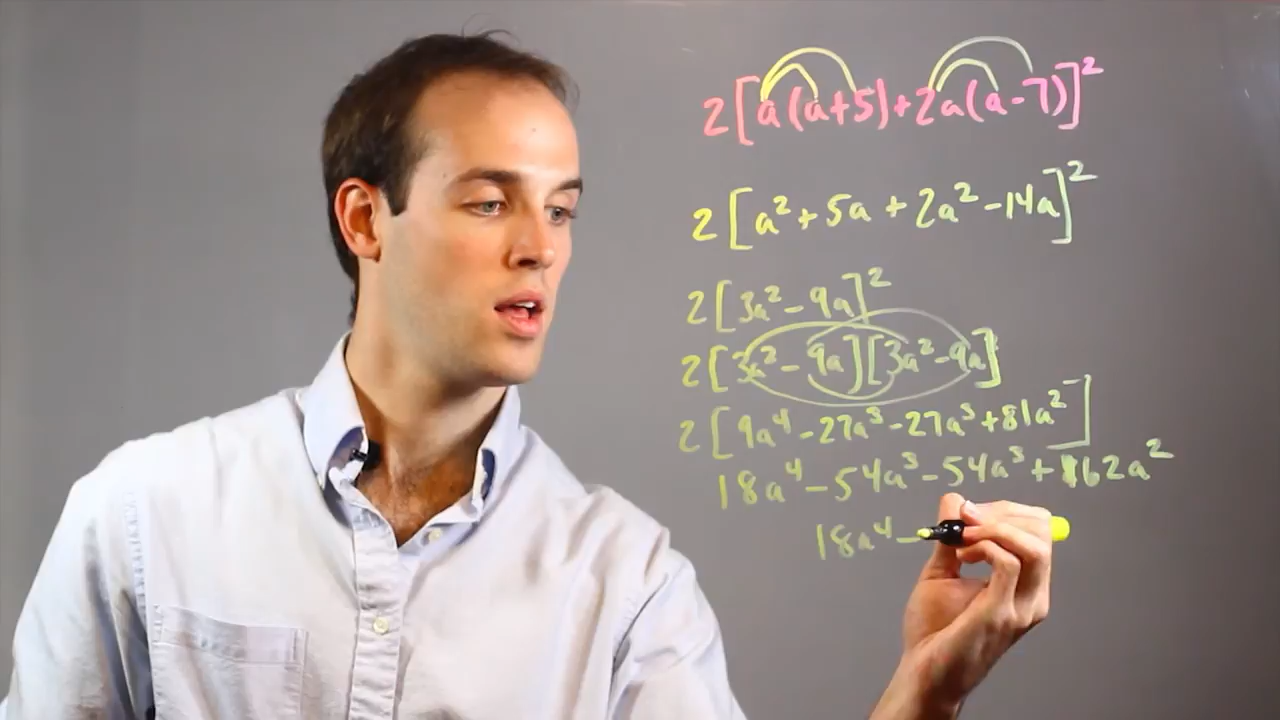 2[a(a+5)+2a(a-7)]²
2[a²+5a+2a²-14a]²
2[3a²-9a]²
2[3a²-9a][3a²-9a]
2[9a⁴-27a³-27a³+81a²]
18a⁴-54a³-54a³+162a²
18a⁴-